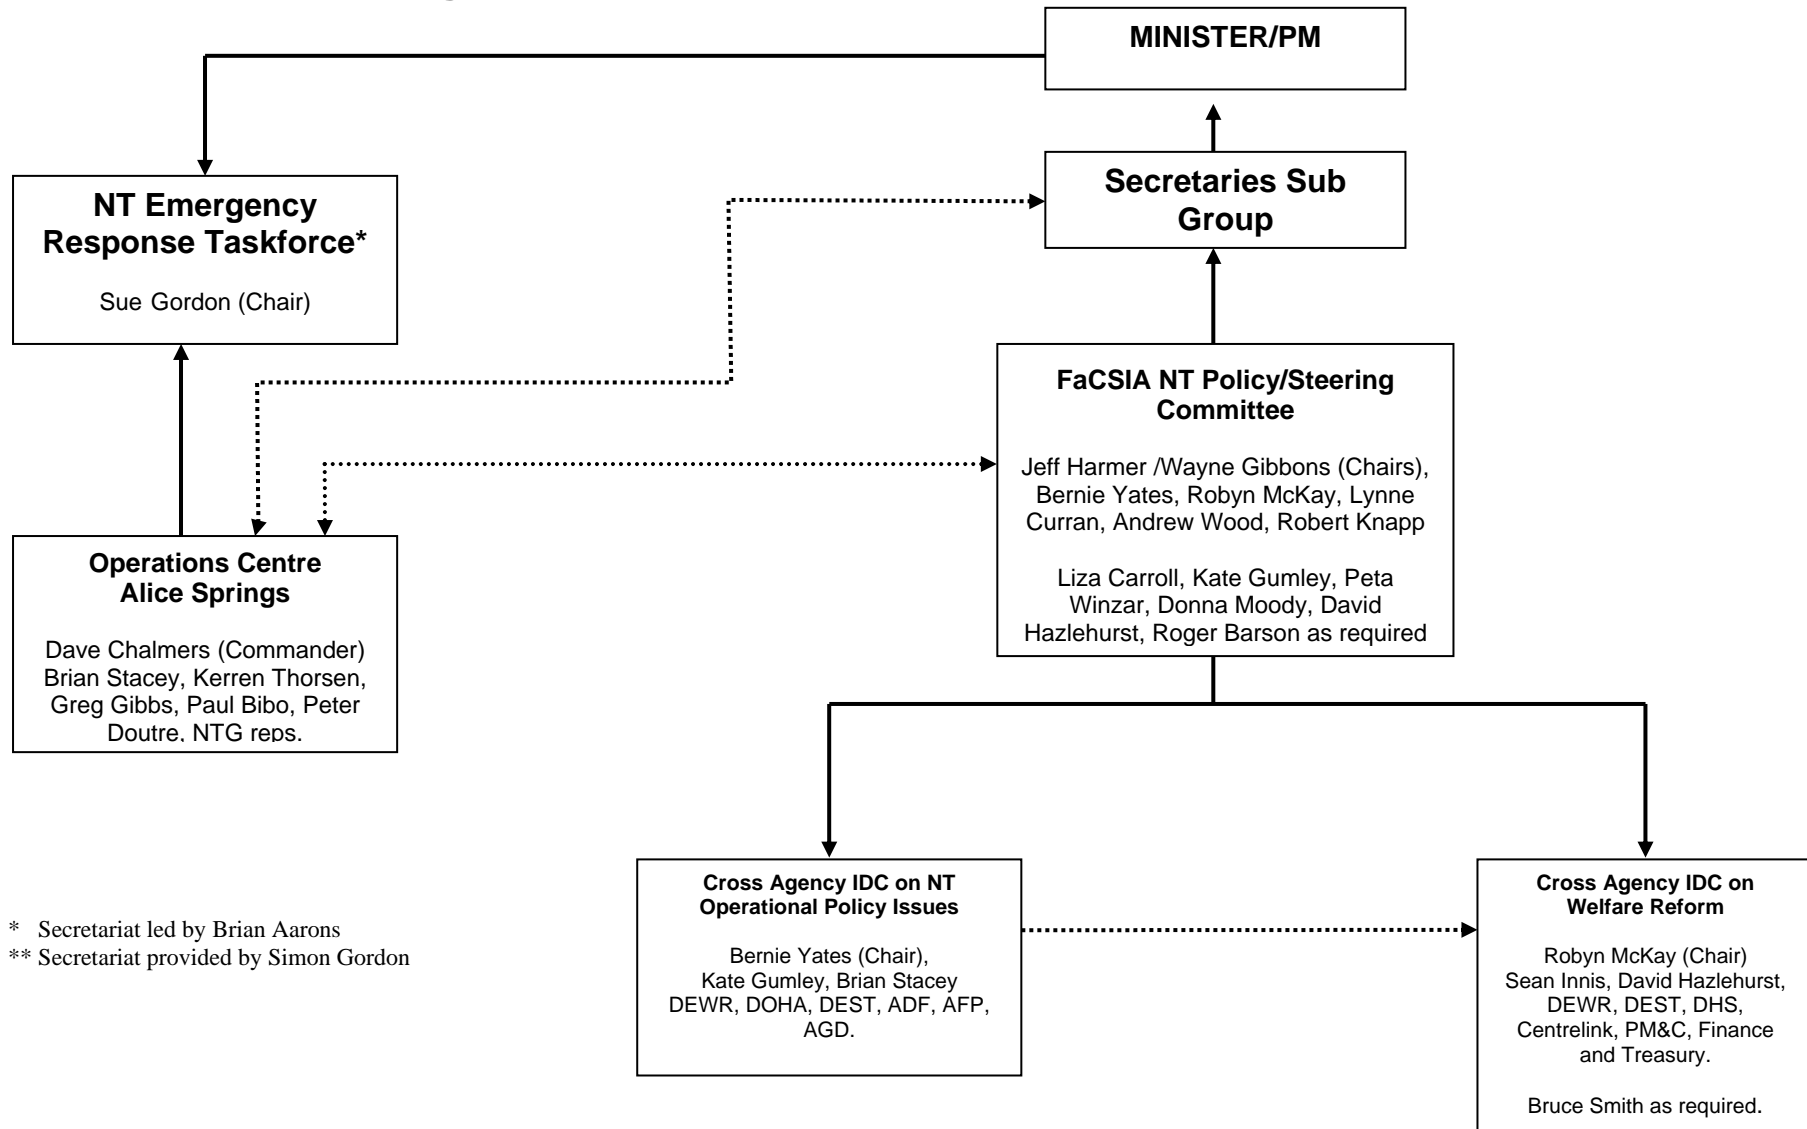 MINISTER/PM
NT Emergency
Response Taskforce*
Sue Gordon (Chair)
Secretaries Sub
Group
FaCSIA NT Policy/Steering
Committee
Jeff Harmer /Wayne Gibbons (Chairs),
Bernie Yates, Robyn McKay, Lynne
Curran, Andrew Wood, Robert Knapp
Liza Carroll, Kate Gumley, Peta
Winzar, Donna Moody, David
Hazlehurst, Roger Barson as required
Operations Centre
Alice Springs
Dave Chalmers (Commander)
Brian Stacey, Kerren Thorsen,
Greg Gibbs, Paul Bibo, Peter
Doutre, NTG reps.
Cross Agency IDC on NT
Operational Policy Issues
Bernie Yates (Chair),
Kate Gumley, Brian Stacey
DEWR, DOHA, DEST, ADF, AFP,
AGD.
Cross Agency IDC on
Welfare Reform
Robyn McKay (Chair)
Sean Innis, David Hazlehurst,
DEWR, DEST, DHS,
Centrelink, PM&C, Finance
and Treasury.
Bruce Smith as required.
* Secretariat led by Brian Aarons
** Secretariat provided by Simon Gordon